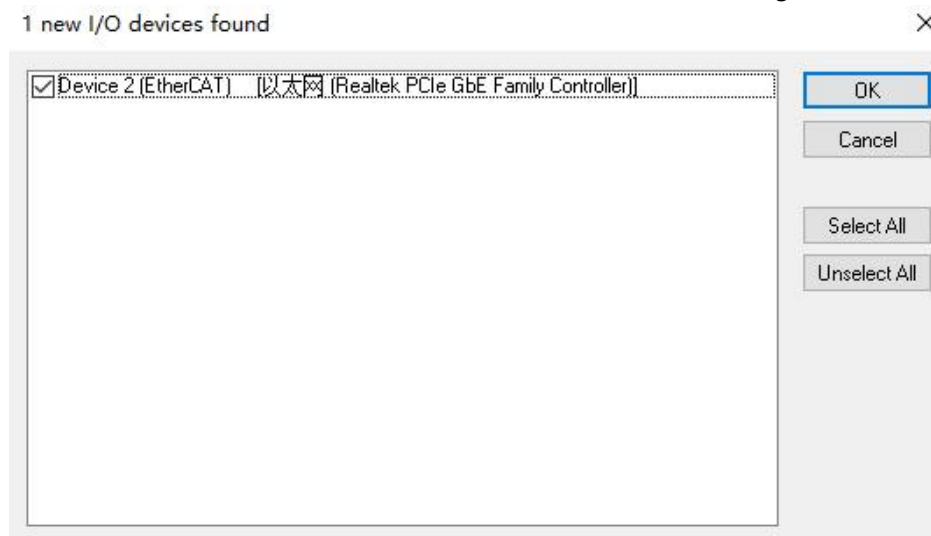 1 new I/O devices found
Device 2 (EtherCAT) [以太网 (Realtek PCIe GbE Family Controller)]
OK
Cancel
Select All
Unselect All